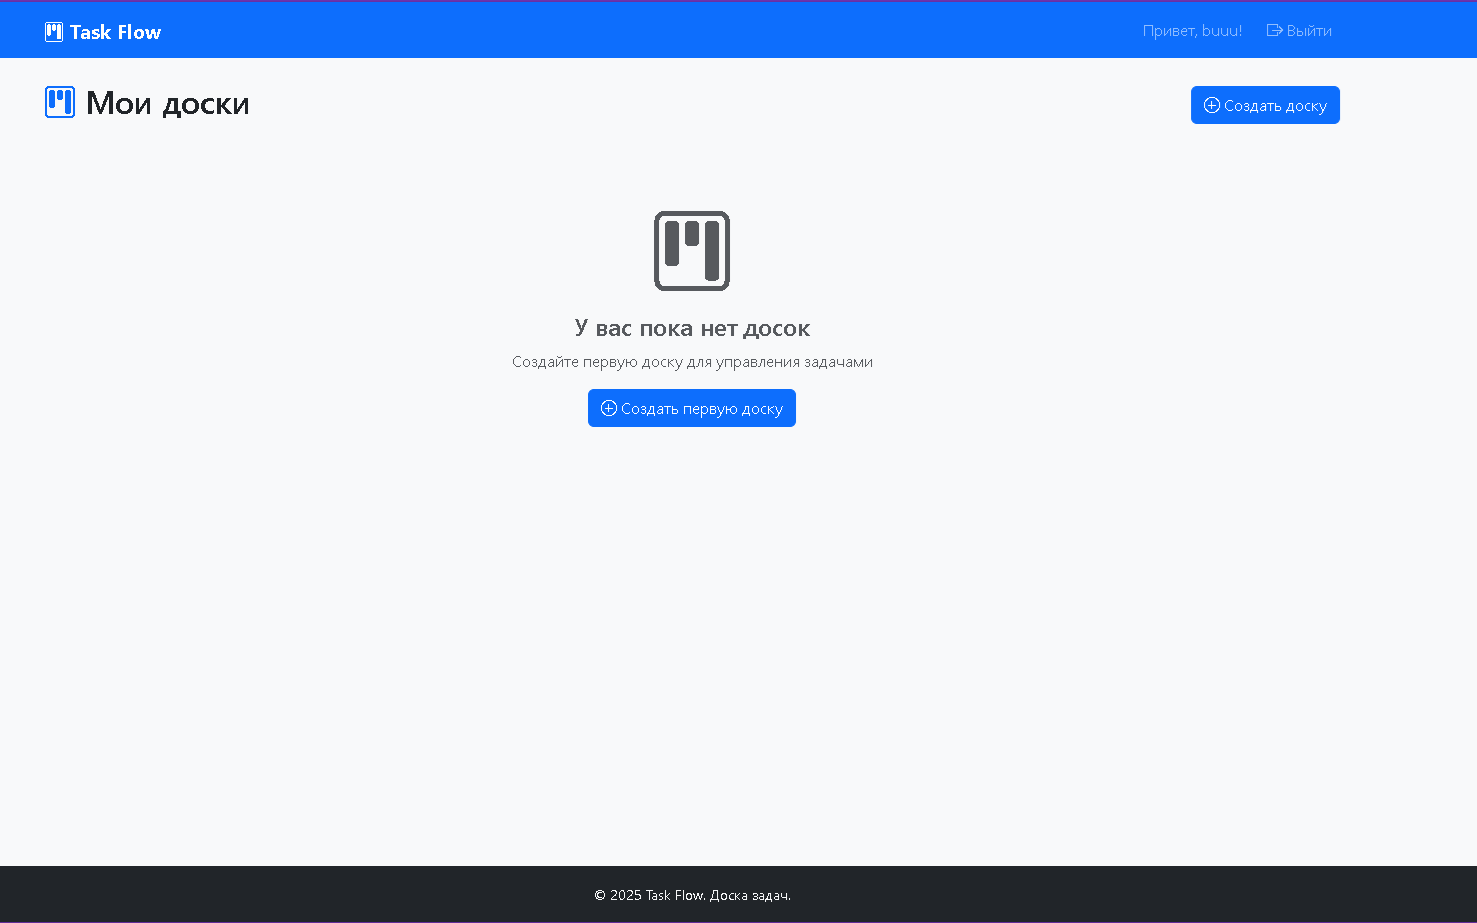 Task Flow
Привет, buuu!
Выйти
Мои доски
Создать доску
У вас пока нет досок
Создайте первую доску для управления задачами
Создать первую доску
© 2025 Task Flow. Доска задач.